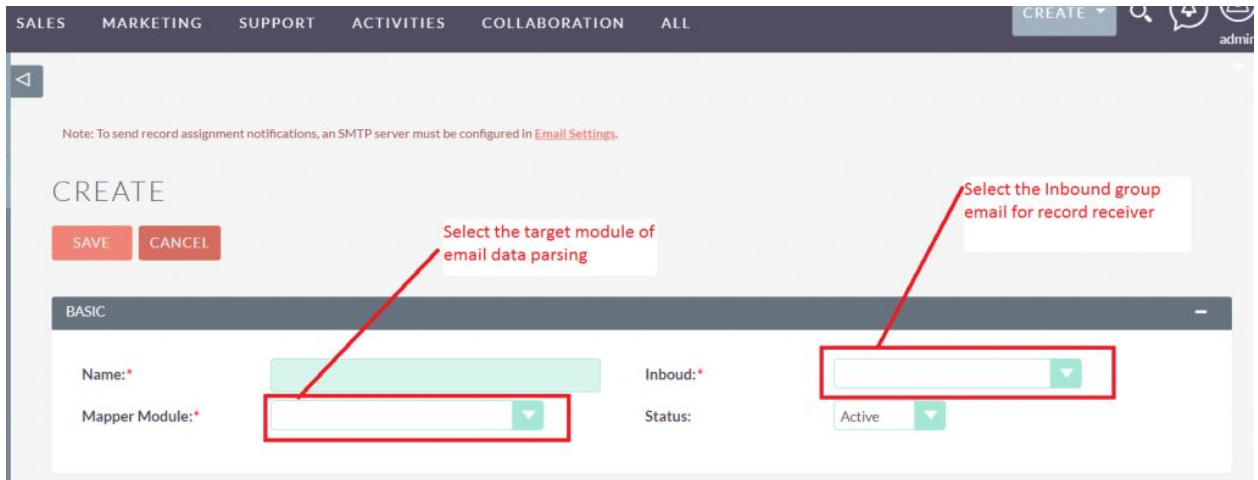 SALES MARKETING SUPPORT ACTIVITIES COLLABORATION ALL CREATE
admin
Note: To send record assignment notifications, an SMTP server must be configured in Email Settings.
CREATE
Select the Inbound group
email for record receiver
SAVE CANCEL
Select the target module of
email data parsing
BASIC
Name:* Inboud:*
Mapper Module:* Status: Active